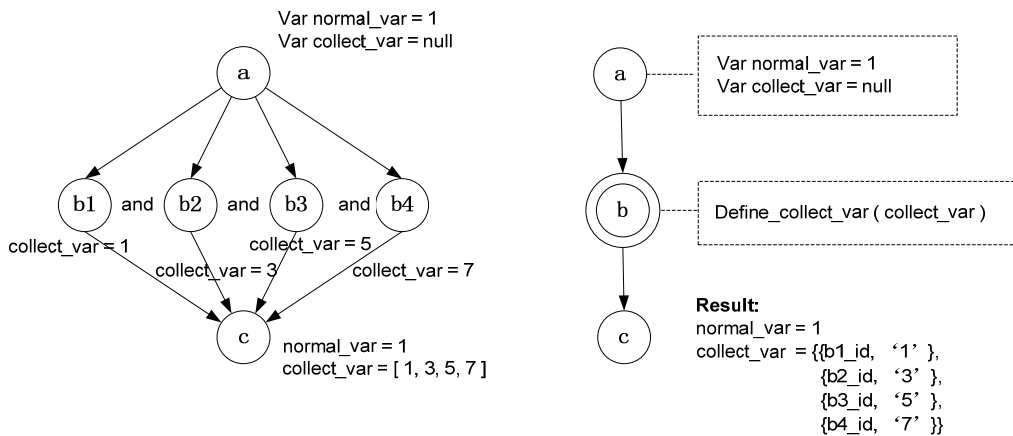 Var normal_var = 1
Var collect_var = null
a
b1 and b2 and b3 and b4
collect_var = 1
collect_var = 3
collect_var = 5
collect_var = 7
c
normal_var = 1
collect_var = [ 1, 3, 5, 7 ]
a
Var normal_var = 1
Var collect_var = null
b
Define_collect_var ( collect_var )
c
Result:
normal_var = 1
collect_var = {{b1_id, ‘1’ },
{b2_id, ‘3’ },
{b3_id, ‘5’ },
{b4_id, ‘7’ }}